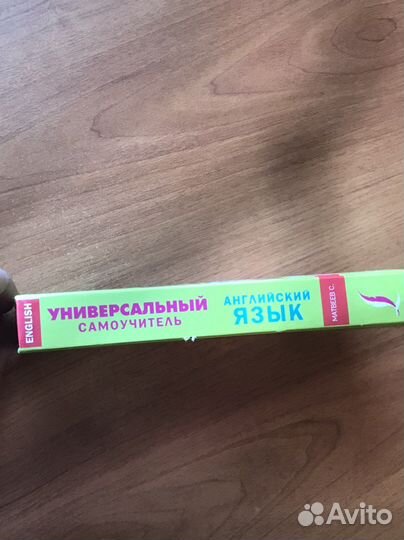 ENGLISH
УНИВЕРСАЛЬНЫЙ
САМОУЧИТЕЛЬ
АНГЛИЙСКИЙ
ЯЗЫК
МАТВЕЕВ С.
Avito